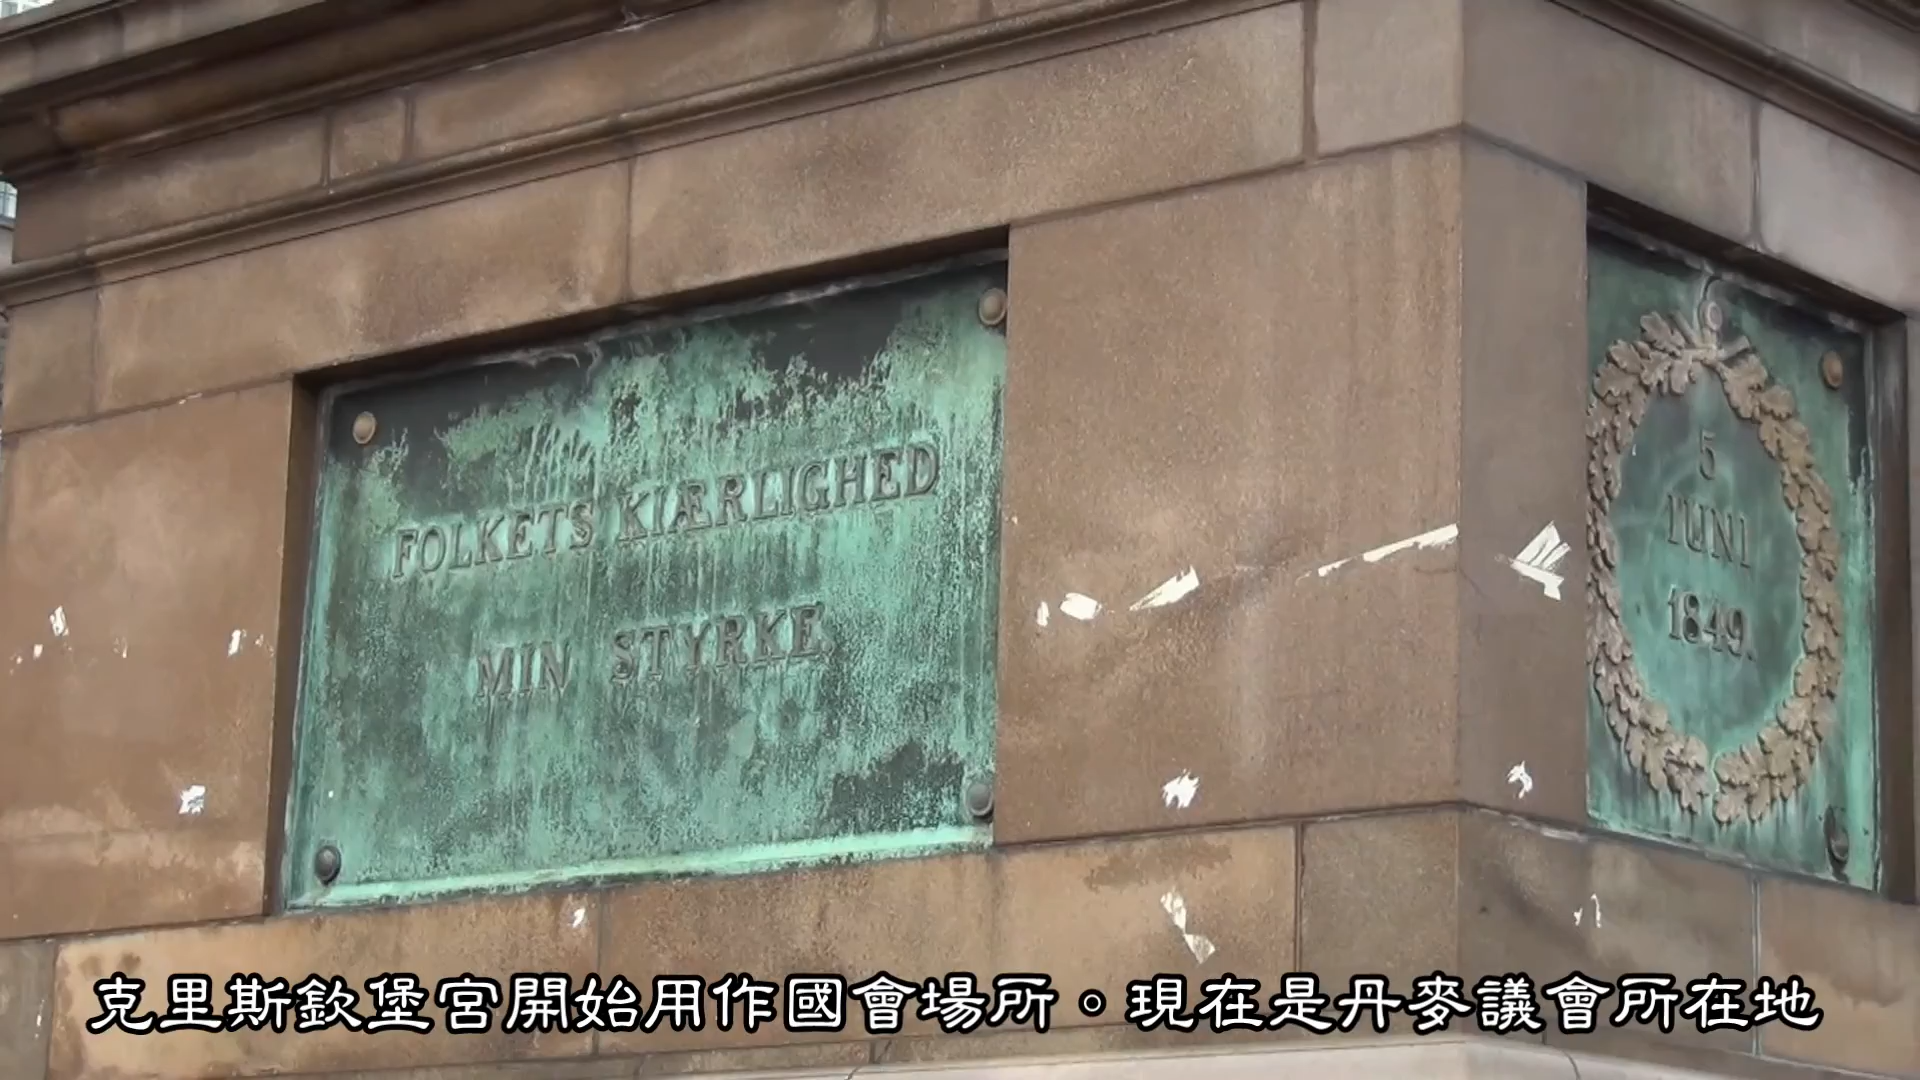 FOLKETS KIÆRLIGHED
MIN STYRKE.
5
IUNI
1849.
克里斯欽堡宮開始用作國會場所。現在是丹麥議會所在地